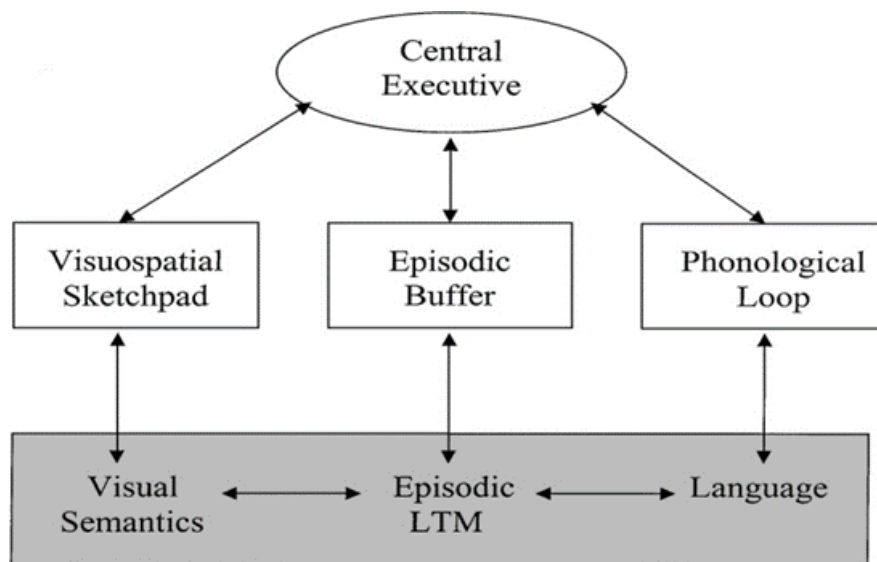 Central
Executive
Visuospatial
Sketchpad
Episodic
Buffer
Phonological
Loop
Visual
Semantics
Episodic
LTM
Language